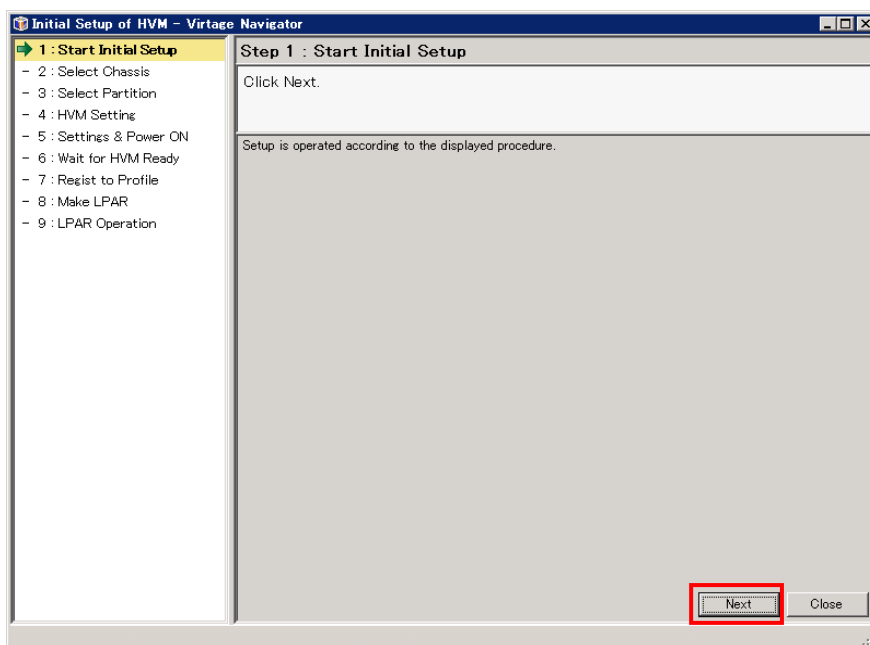 Initial Setup of HVM - Virtage Navigator
1 : Start Initial Setup
- 2 : Select Chassis
- 3 : Select Partition
- 4 : HVM Setting
- 5 : Settings & Power ON
- 6 : Wait for HVM Ready
- 7 : Regist to Profile
- 8 : Make LPAR
- 9 : LPAR Operation
Step 1 : Start Initial Setup
Click Next.
Setup is operated according to the displayed procedure.
Next Close